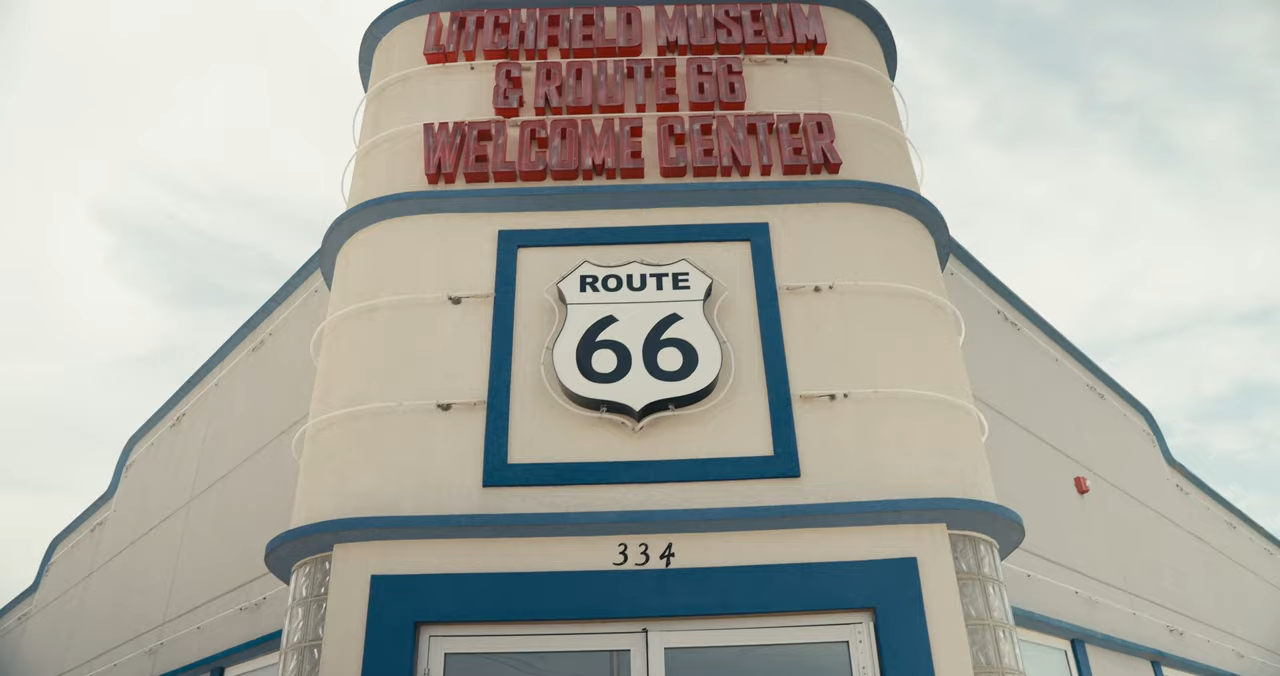 LITCHFIELD MUSEUM
& ROUTE 66
WELCOME CENTER
ROUTE
66
334